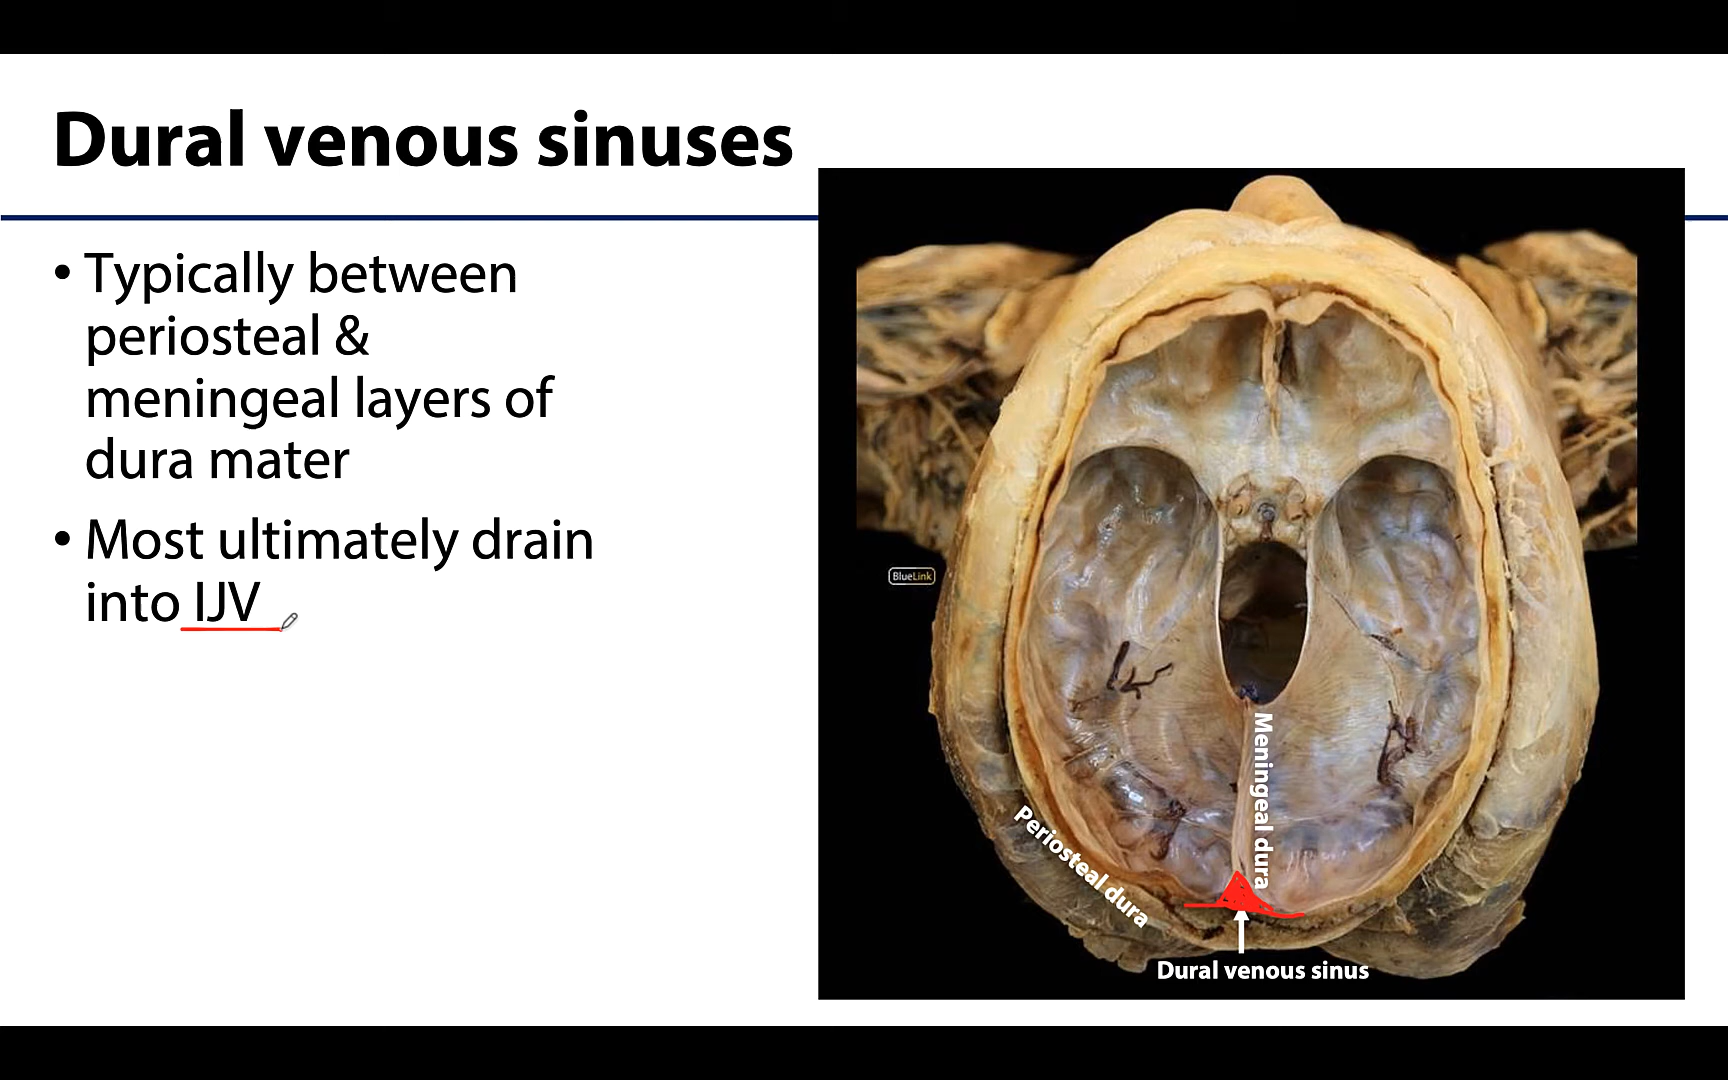 Dural venous sinuses
• Typically between
periosteal &
meningeal layers of
dura mater
• Most ultimately drain
into IJV
BlueLink
Meningeal dura
Periosteal dura
Dural venous sinus